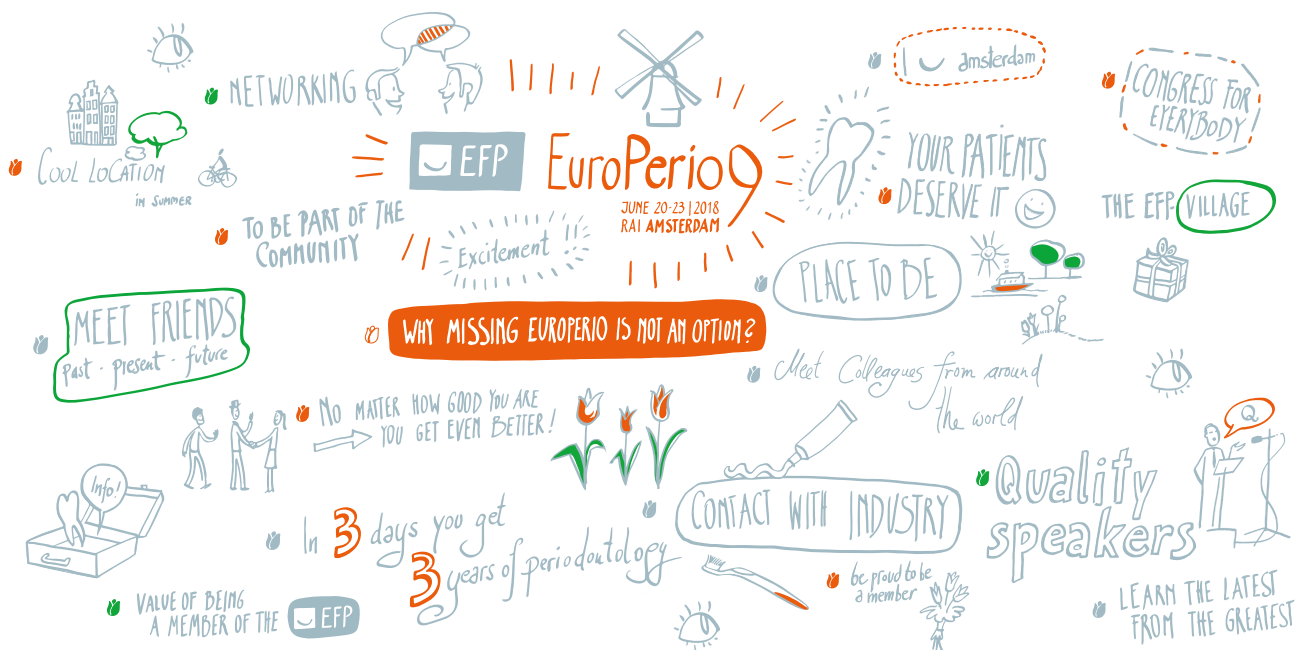 NETWORKING
COOL LOCATION
IN SUMMER
TO BE PART OF THE
COMMUNITY
EFP
EuroPerio9
JUNE 20-23 | 2018
RAI AMSTERDAM
Excitement !!
I amsterdam
CONGRESS FOR
EVERYBODY
YOUR PATIENTS
DESERVE IT
THE EFP-VILLAGE
PLACE TO BE
MEET FRIENDS
past - present - future
WHY MISSING EUROPERIO IS NOT AN OPTION?
Meet Colleagues from around
the world
NO MATTER HOW GOOD YOU ARE
YOU GET EVEN BETTER!
Info!
In 3 days you get
3 years of periodontology
CONTACT WITH INDUSTRY
Q
Quality
speakers
VALUE OF BEING
A MEMBER OF THE EFP
be proud to be
a member
LEARN THE LATEST
FROM THE GREATEST